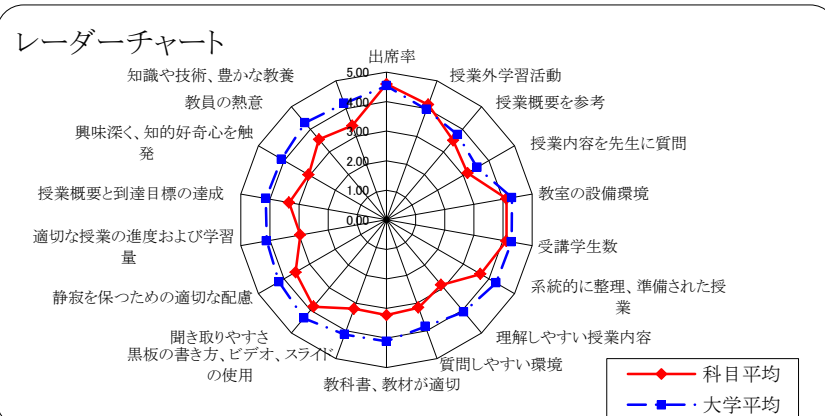 レーダーチャート
出席率
授業外学習活動
授業概要を参考
授業内容を先生に質問
教室の設備環境
受講学生数
系統的に整理、準備された授
業
理解しやすい授業内容
質問しやすい環境
教科書、教材が適切
黒板の書き方、ビデオ、スライド
の使用
聞き取りやすさ
静寂を保つための適切な配慮
適切な授業の進度および学習
量
授業概要と到達目標の達成
興味深く、知的好奇心を触
発
教員の熱意
知識や技術、豊かな教養
5.00
4.00
3.00
2.00
1.00
0.00
科目平均
大学平均